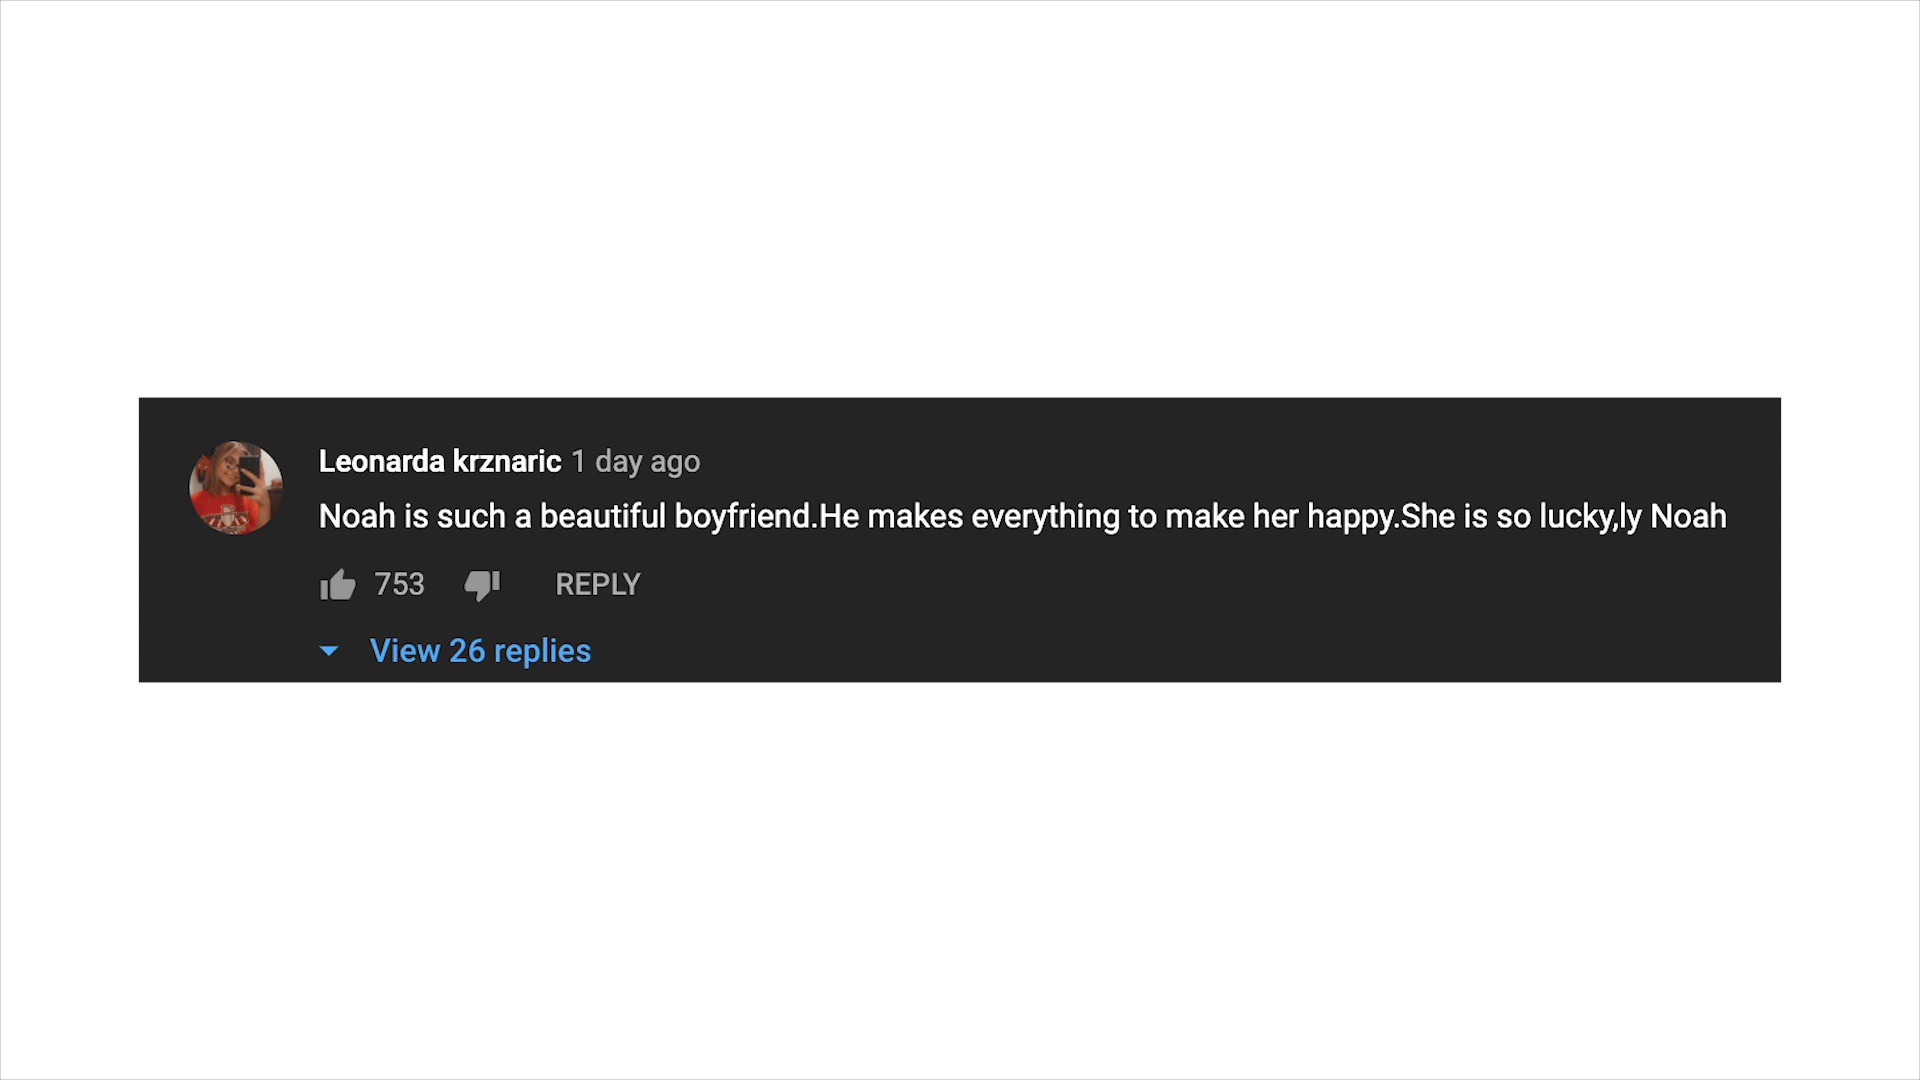 Leonarda krznaric 1 day ago
Noah is such a beautiful boyfriend.He makes everything to make her happy.She is so lucky,ly Noah
753 REPLY
View 26 replies